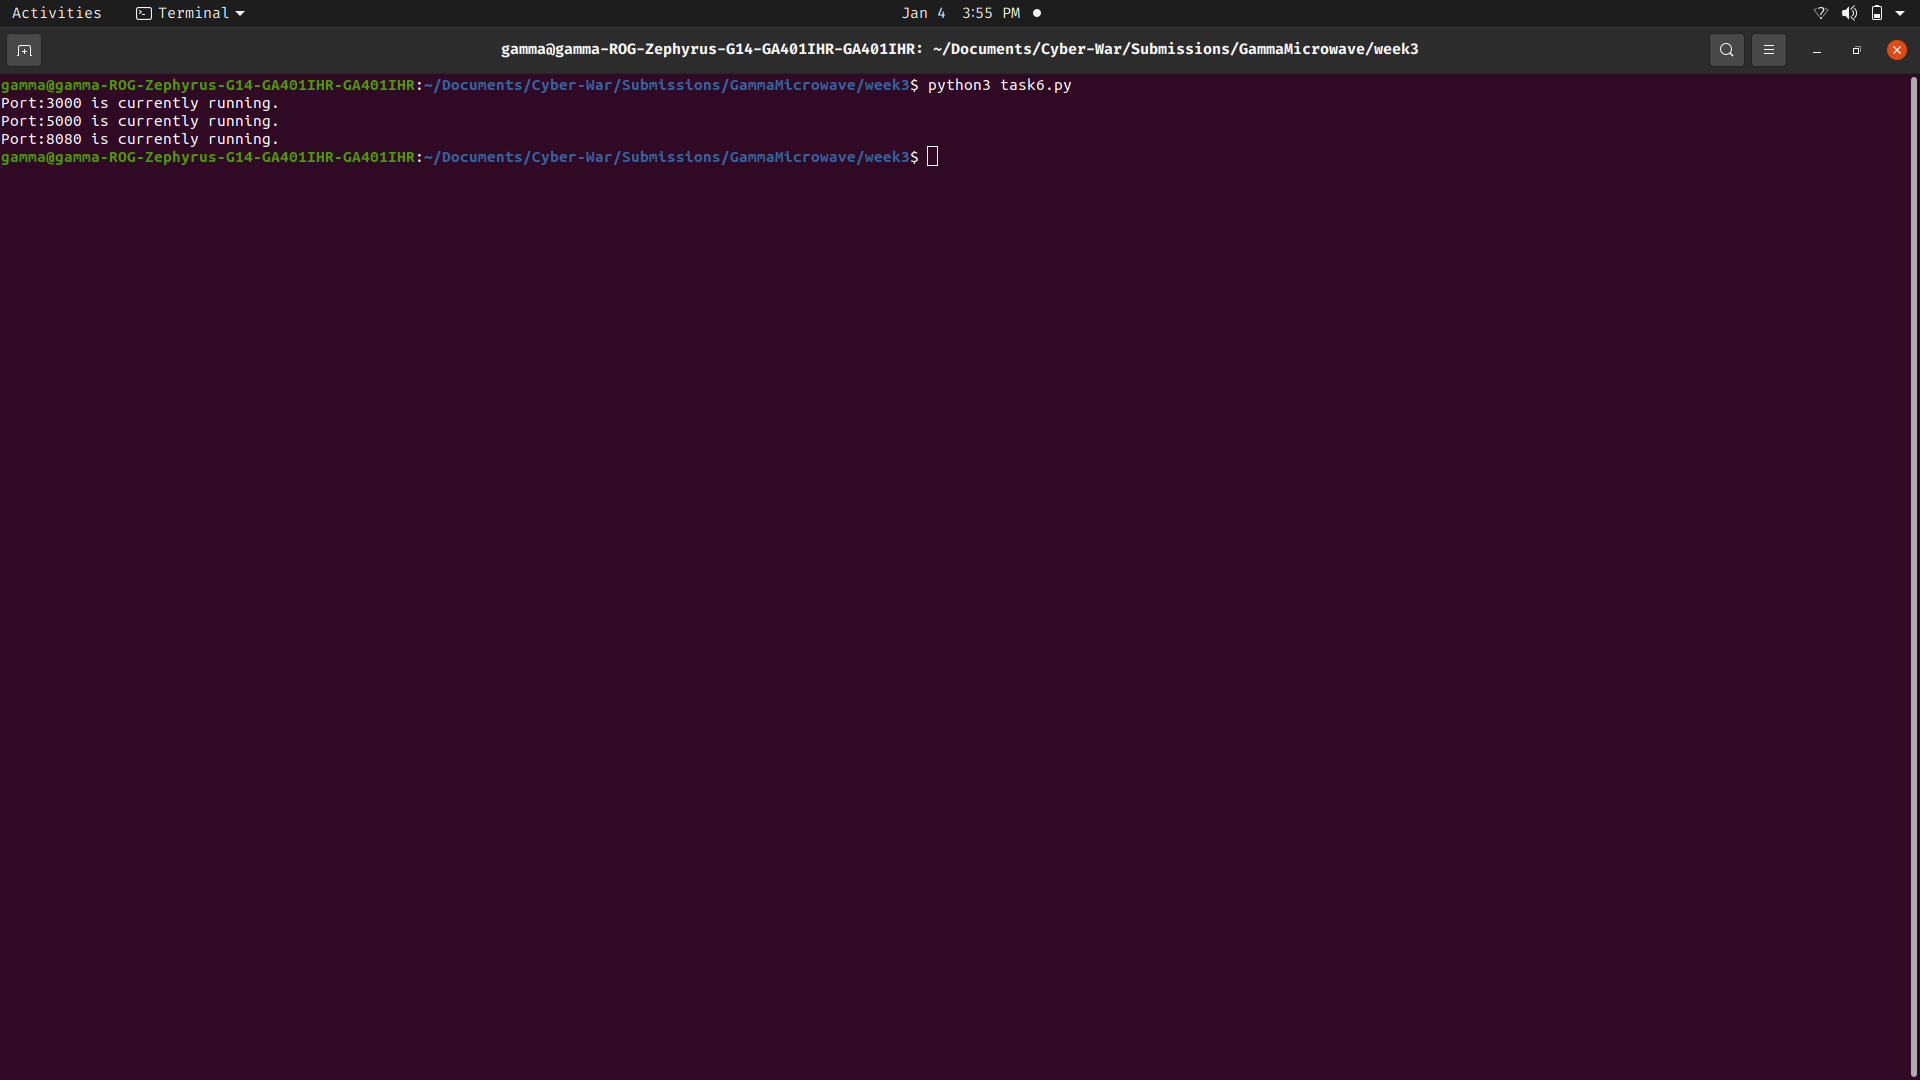 Activities Terminal Jan 4 3:55 PM
gamma@gamma-ROG-Zephyrus-G14-GA401IHR-GA401IHR: ~/Documents/Cyber-War/Submissions/GammaMicrowave/week3
gamma@gamma-ROG-Zephyrus-G14-GA401IHR-GA401IHR:~/Documents/Cyber-War/Submissions/GammaMicrowave/week3$ python3 task6.py
Port:3000 is currently running.
Port:5000 is currently running.
Port:8080 is currently running.
gamma@gamma-ROG-Zephyrus-G14-GA401IHR-GA401IHR:~/Documents/Cyber-War/Submissions/GammaMicrowave/week3$